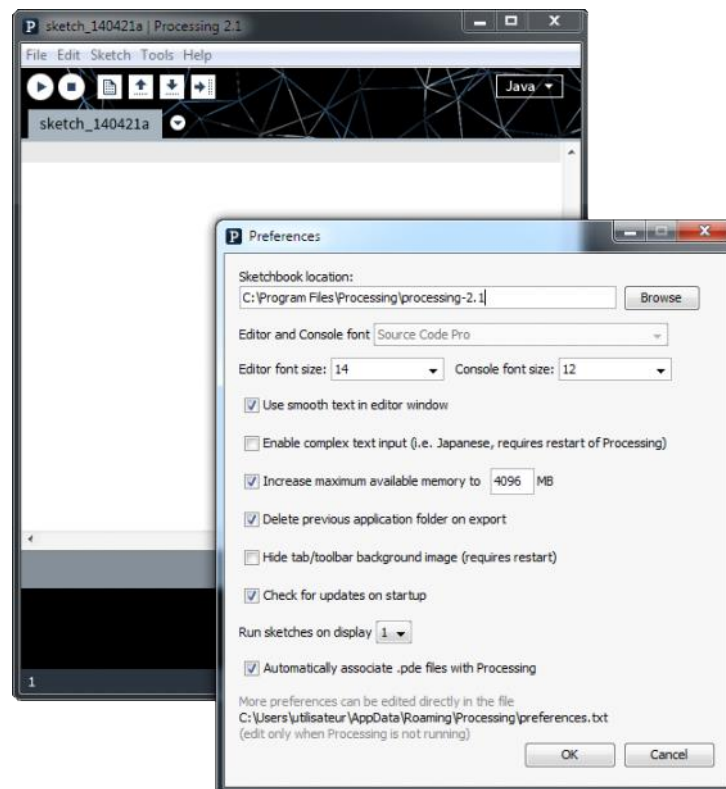 sketch_140421a | Processing 2.1
File Edit Sketch Tools Help
Java
sketch_140421a
Preferences
Sketchbook location:
C:\Program Files\Processing\processing-2.1
Browse
Editor and Console font Source Code Pro
Editor font size: 14 Console font size: 12
Use smooth text in editor window
Enable complex text input (i.e. Japanese, requires restart of Processing)
Increase maximum available memory to 4096 MB
Delete previous application folder on export
Hide tab/toolbar background image (requires restart)
Check for updates on startup
Run sketches on display 1
Automatically associate .pde files with Processing
1
More preferences can be edited directly in the file
C:\Users\utilisateur\AppData\Roaming\Processing\preferences.txt
(edit only when Processing is not running)
OK Cancel